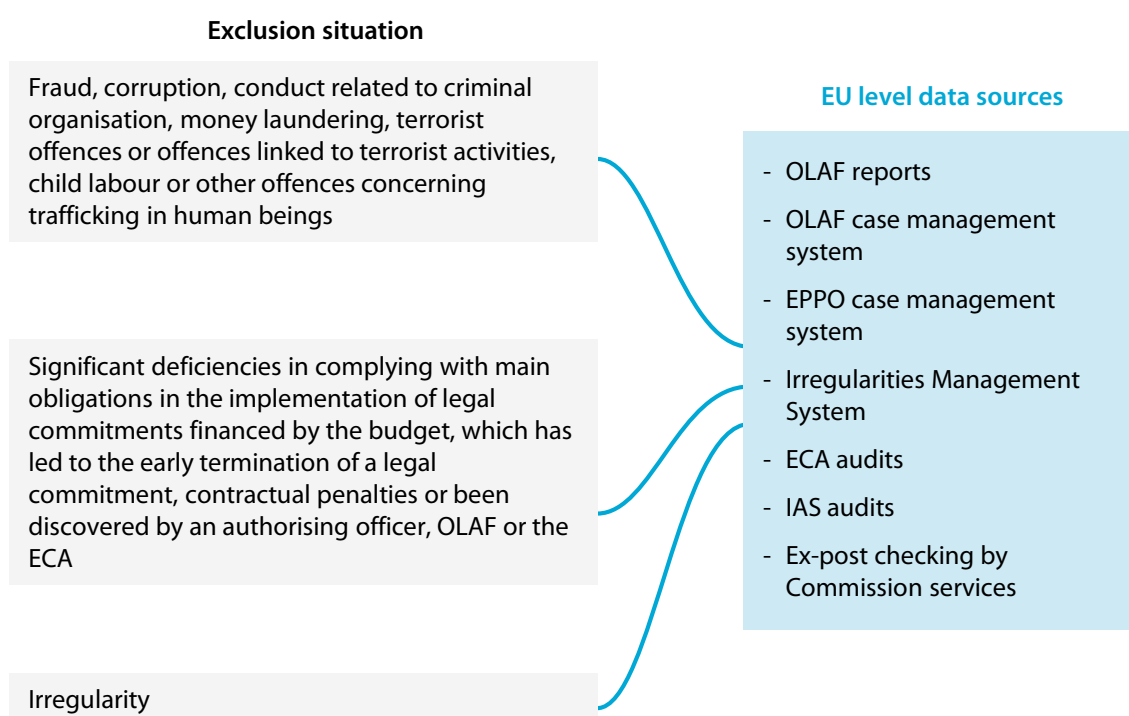 Exclusion situation
Fraud, corruption, conduct related to criminal
organisation, money laundering, terrorist
offences or offences linked to terrorist activities,
child labour or other offences concerning
trafficking in human beings
Significant deficiencies in complying with main
obligations in the implementation of legal
commitments financed by the budget, which has
led to the early termination of a legal
commitment, contractual penalties or been
discovered by an authorising officer, OLAF or the
ECA
Irregularity
EU level data sources
- OLAF reports
- OLAF case management
system
- EPPO case management
system
- Irregularities Management
System
- ECA audits
- IAS audits
- Ex-post checking by
Commission services